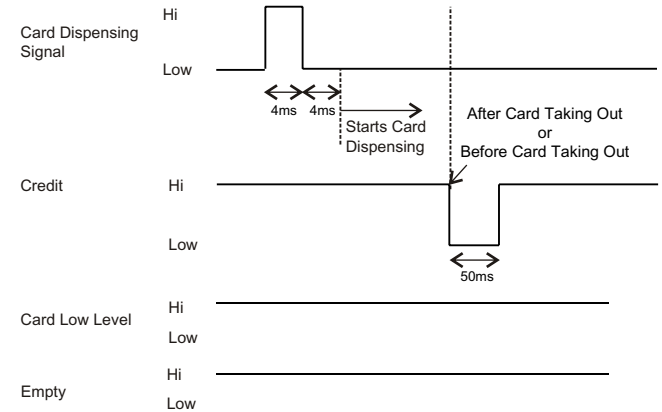 Card Dispensing
Signal
Hi
Low
4ms
4ms
Starts Card
Dispensing
After Card Taking Out
or
Before Card Taking Out
Credit
Hi
Low
50ms
Card Low Level
Hi
Low
Empty
Hi
Low